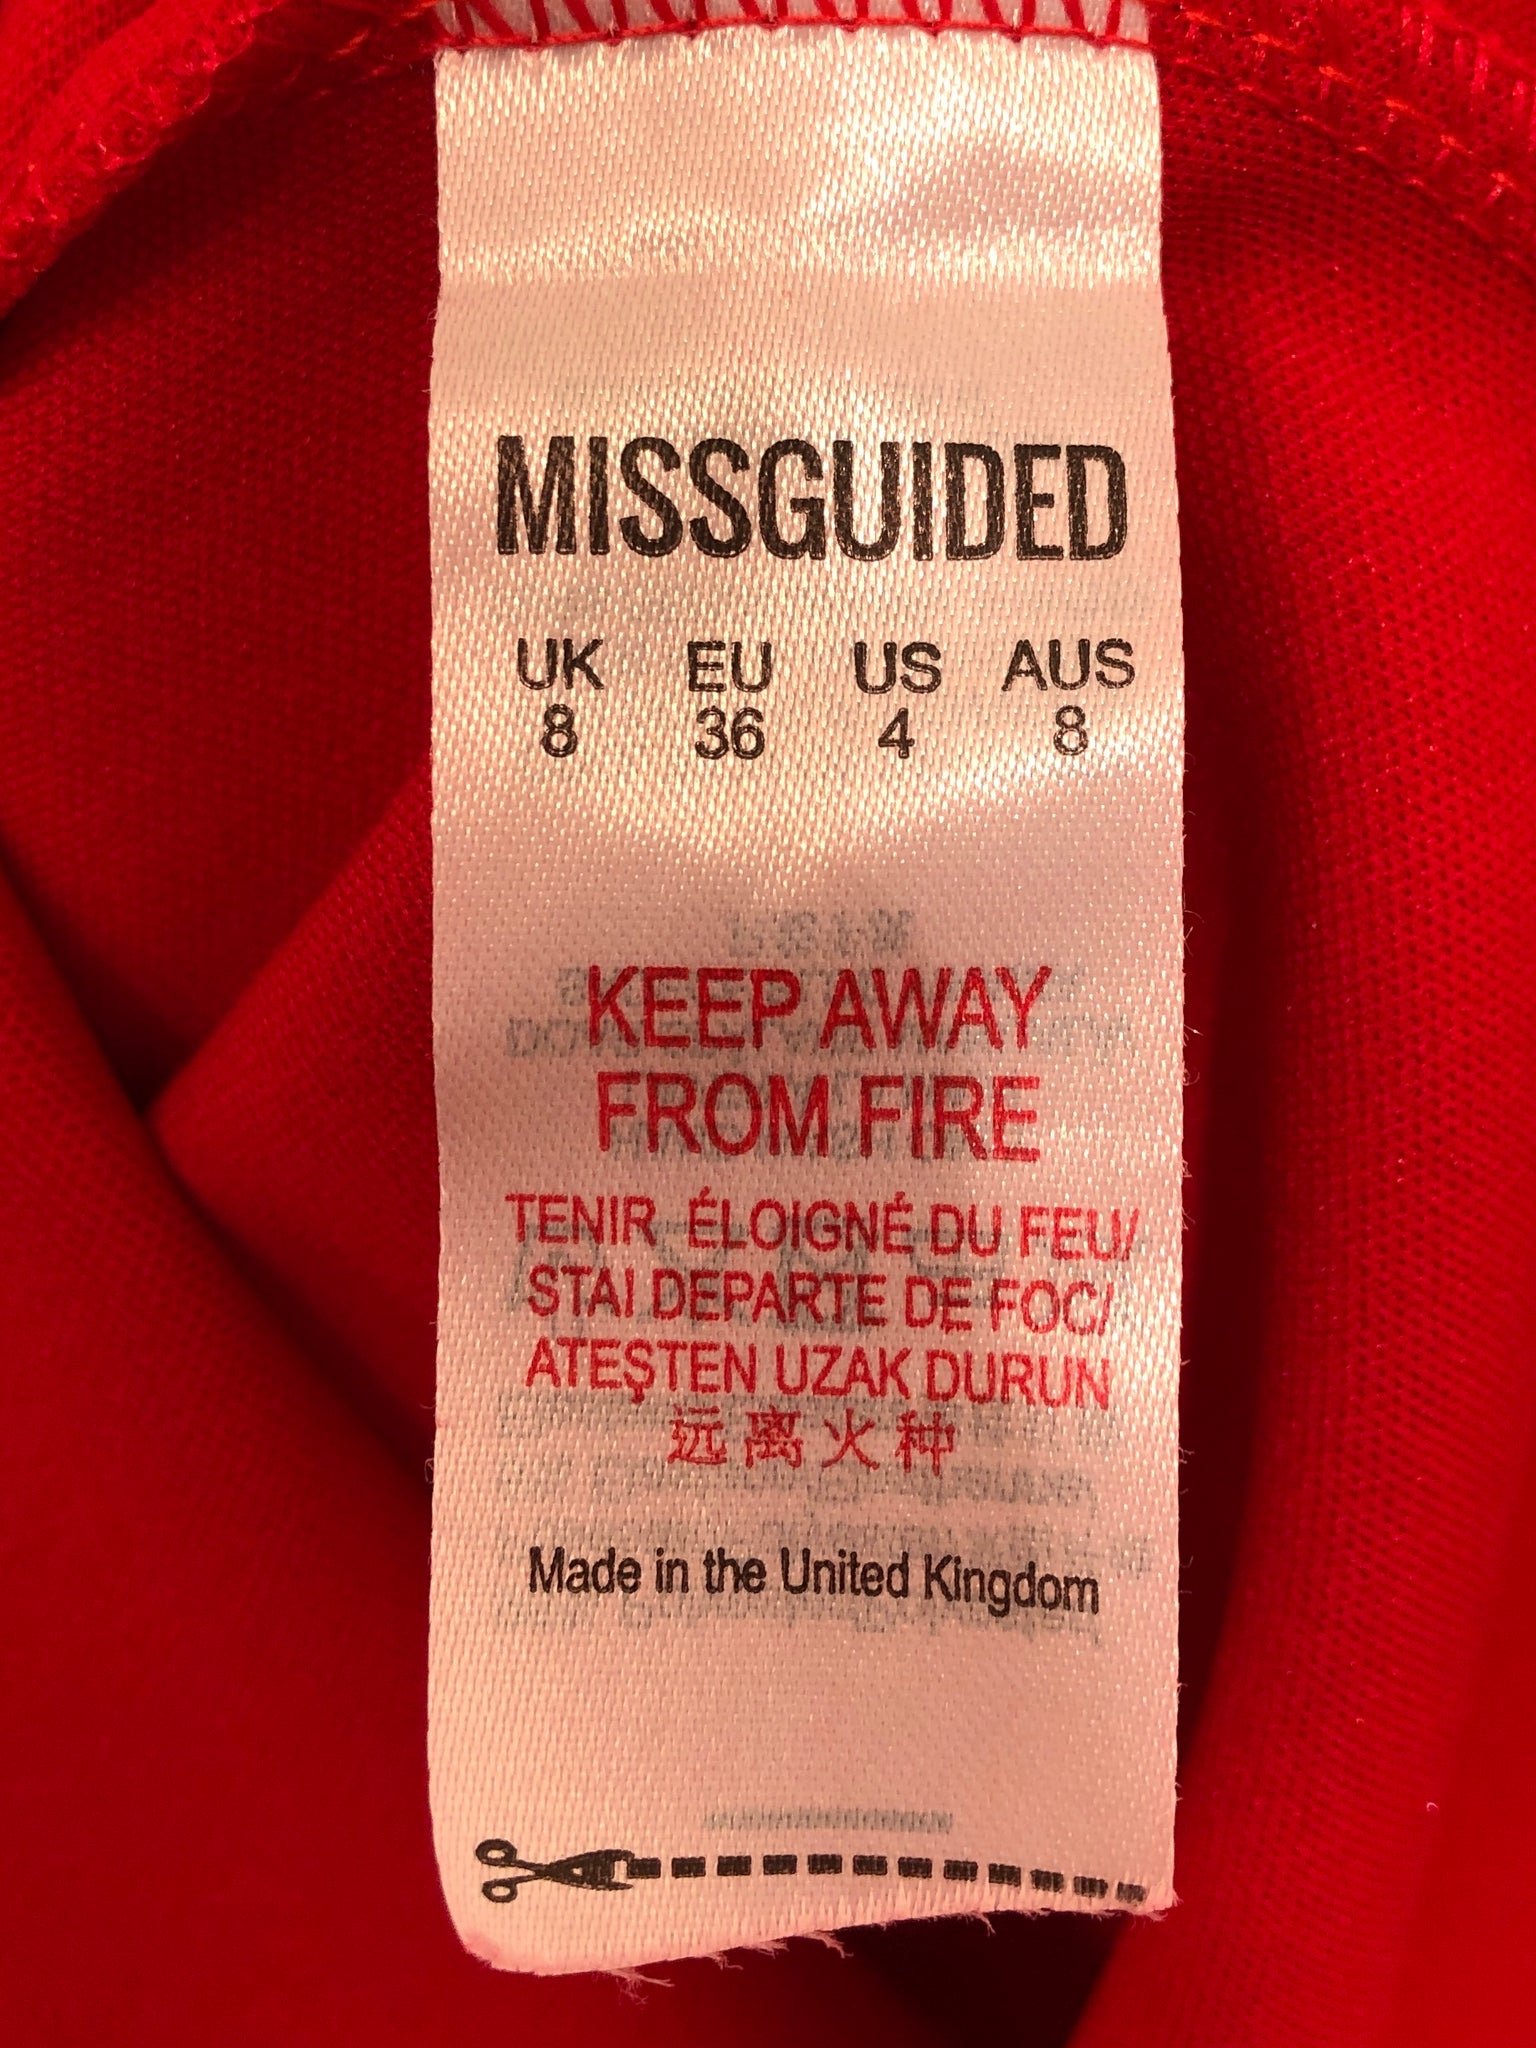 MISSGUIDED
UK EU US AUS
8 36 4 8
KEEP AWAY
FROM FIRE
TENIR ÉLOIGNÉ DU FEU/
STAI DEPARTE DE FOC/
ATEŞTEN UZAK DURUN
远离火种
Made in the United Kingdom